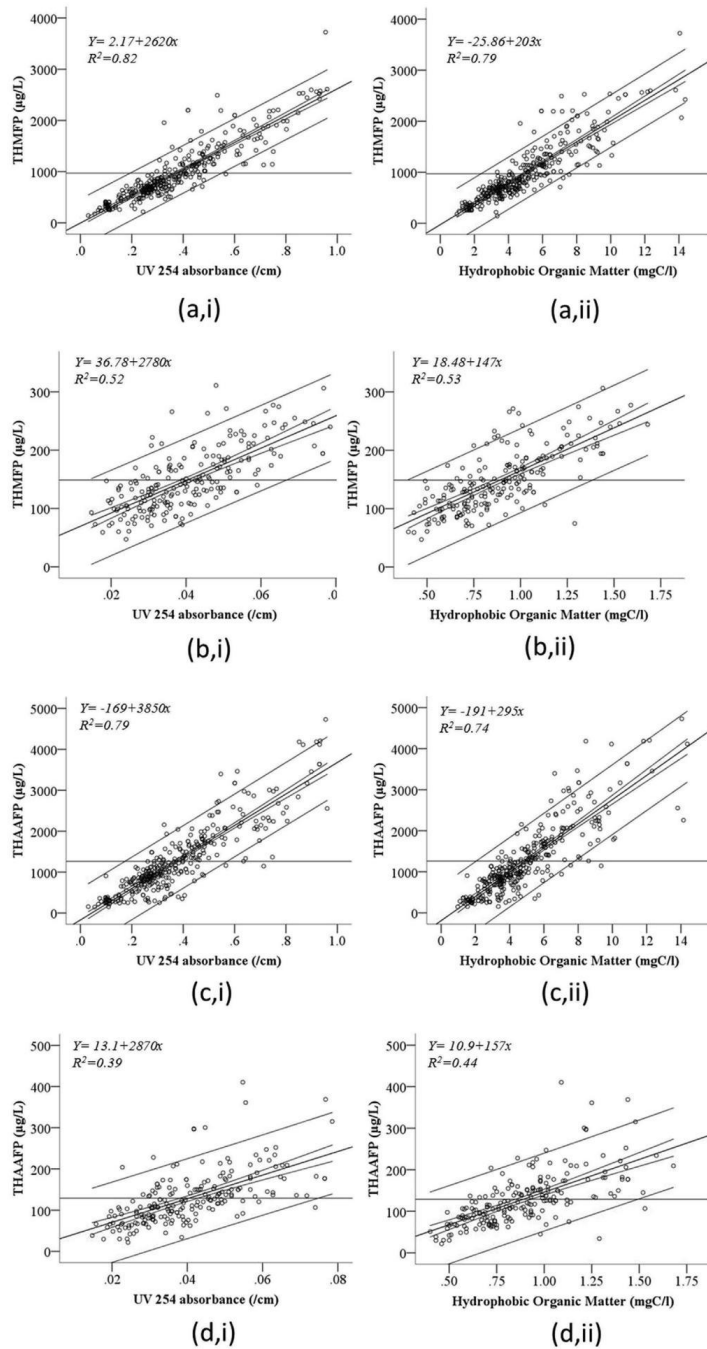 Y= 2.17+2620x
R²=0.82
4000
3000
2000
1000
0
THMFP (µg/L)
.0 .2 .4 .6 .8 1.0
UV 254 absorbance (/cm)
(a,i)
Y= -25.86+203x
R²=0.79
4000
3000
2000
1000
0
THMFP (µg/L)
0 2 4 6 8 10 12 14
Hydrophobic Organic Matter (mgC/l)
(a,ii)
Y= 36.78+2780x
R²=0.52
300
200
100
0
THMFP (µg/L)
.02 .04 .06 .0
UV 254 absorbance (/cm)
(b,i)
Y= 18.48+147x
R²=0.53
300
200
100
0
THMFP (µg/L)
.50 .75 1.00 1.25 1.50 1.75
Hydrophobic Organic Matter (mgC/l)
(b,ii)
Y= -169+3850x
R²=0.79
5000
4000
3000
2000
1000
0
THAAFP (µg/L)
.0 .2 .4 .6 .8 1.0
UV 254 absorbance (/cm)
(c,i)
Y= -191+295x
R²=0.74
5000
4000
3000
2000
1000
0
THAAFP (µg/L)
0 2 4 6 8 10 12 14
Hydrophobic Organic Matter (mgC/l)
(c,ii)
Y= 13.1+2870x
R²=0.39
500
400
300
200
100
0
THAAFP (µg/L)
.02 .04 .06 .08
UV 254 absorbance (/cm)
(d,i)
Y= 10.9+157x
R²=0.44
500
400
300
200
100
0
THAAFP (µg/L)
.50 .75 1.00 1.25 1.50 1.75
Hydrophobic Organic Matter (mgC/l)
(d,ii)